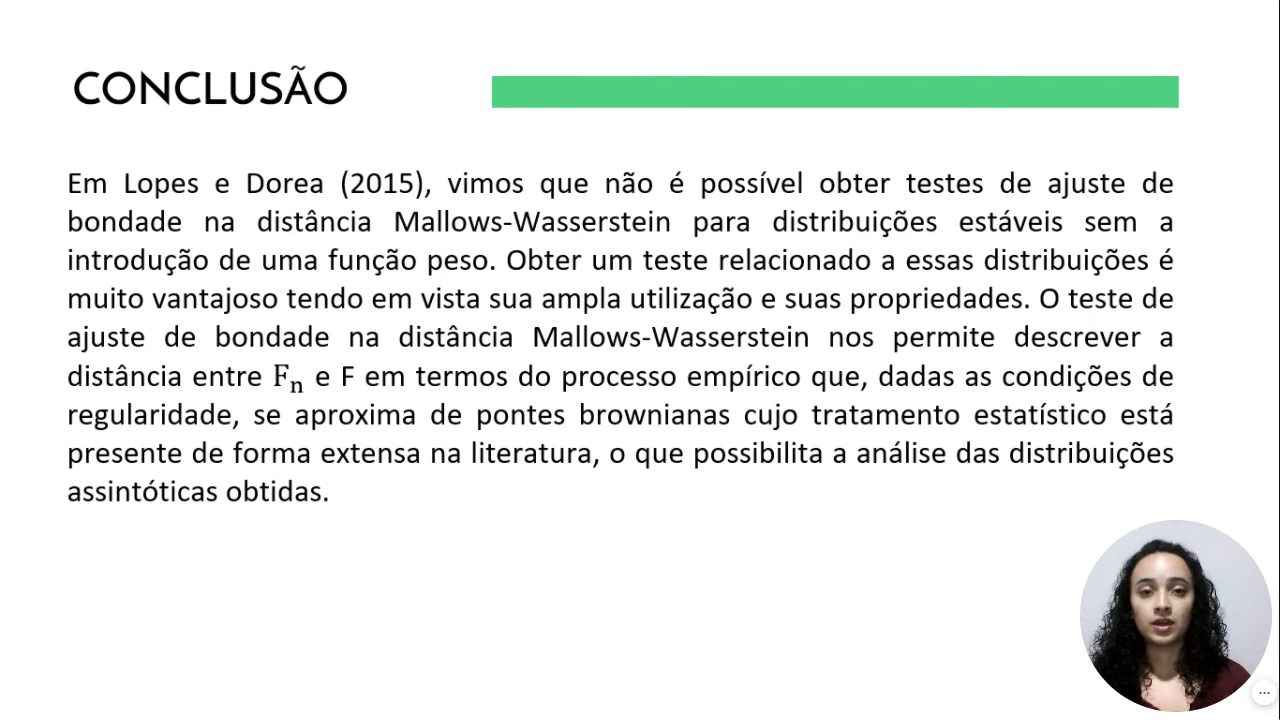 CONCLUSÃO
Em Lopes e Dorea (2015), vimos que não é possível obter testes de ajuste de
bondade na distância Mallows-Wasserstein para distribuições estáveis sem a
introdução de uma função peso. Obter um teste relacionado a essas distribuições é
muito vantajoso tendo em vista sua ampla utilização e suas propriedades. O teste de
ajuste de bondade na distância Mallows-Wasserstein nos permite descrever a
distância entre Fₙ e F em termos do processo empírico que, dadas as condições de
regularidade, se aproxima de pontes brownianas cujo tratamento estatístico está
presente de forma extensa na literatura, o que possibilita a análise das distribuições
assintóticas obtidas.